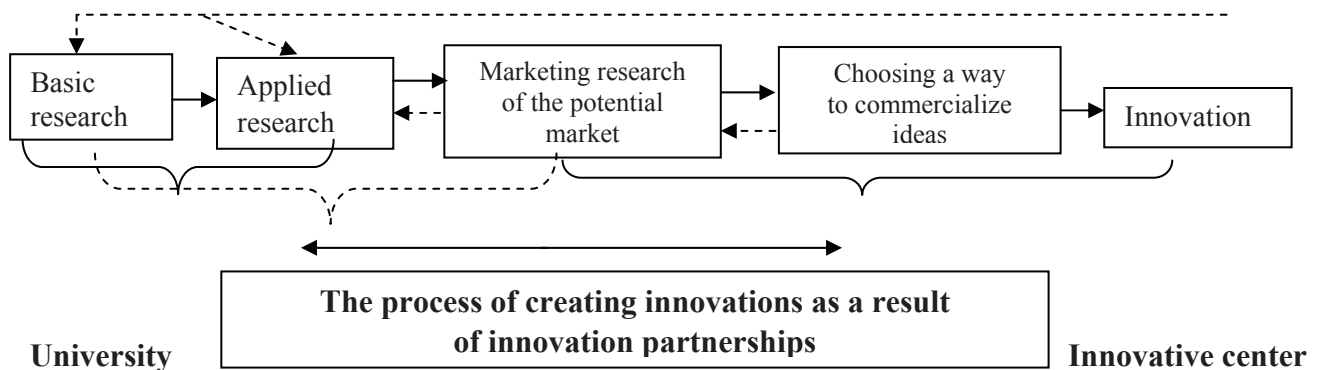 Basic
research
Applied
research
Marketing research
of the potential
market
Choosing a way
to commercialize
ideas
Innovation
The process of creating innovations as a result
of innovation partnerships
University
Innovative center